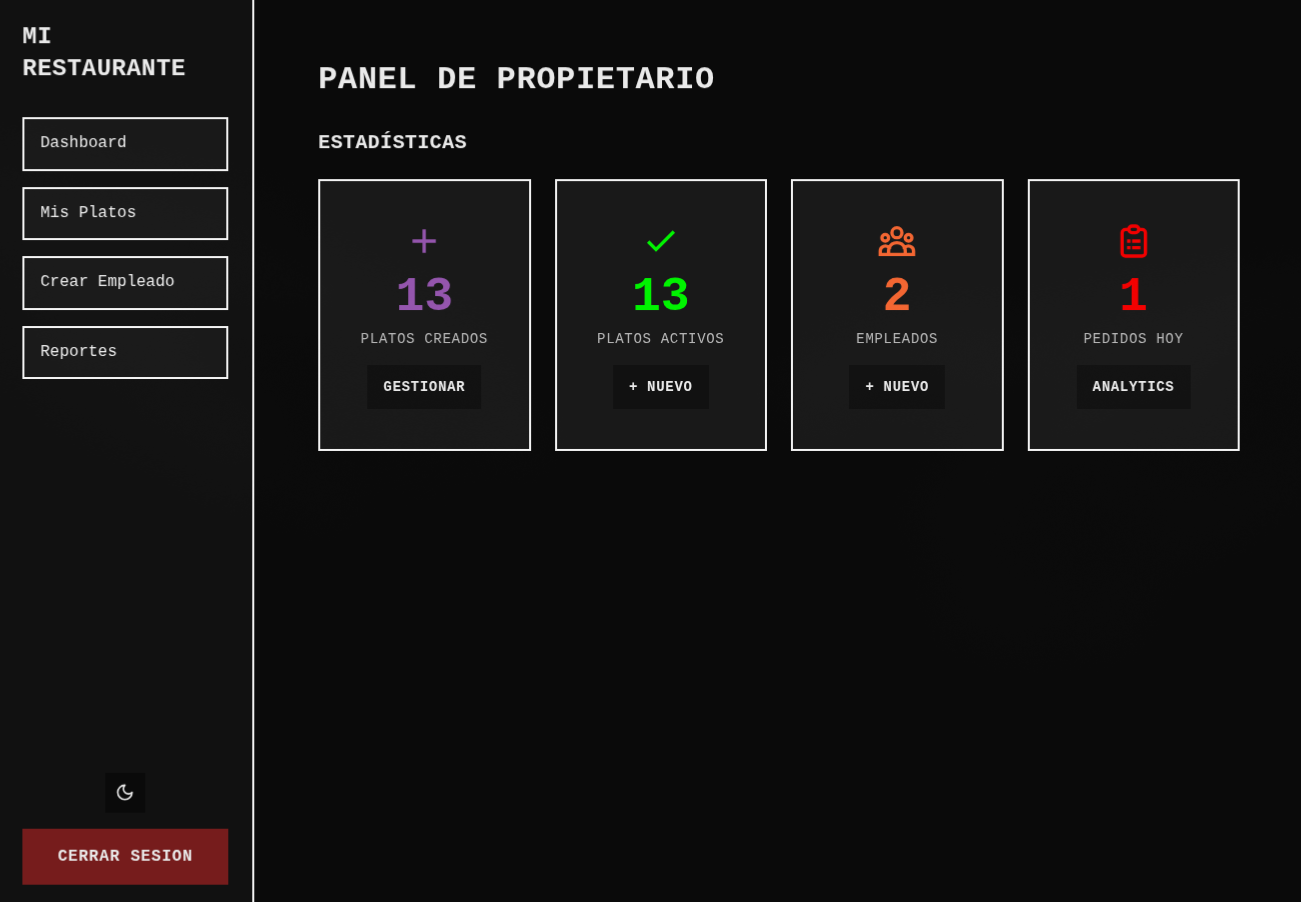 MI
RESTAURANTE
Dashboard
Mis Platos
Crear Empleado
Reportes
CERRAR SESION
PANEL DE PROPIETARIO
ESTADÍSTICAS
13
PLATOS CREADOS
GESTIONAR
13
PLATOS ACTIVOS
+ NUEVO
2
EMPLEADOS
+ NUEVO
1
PEDIDOS HOY
ANALYTICS